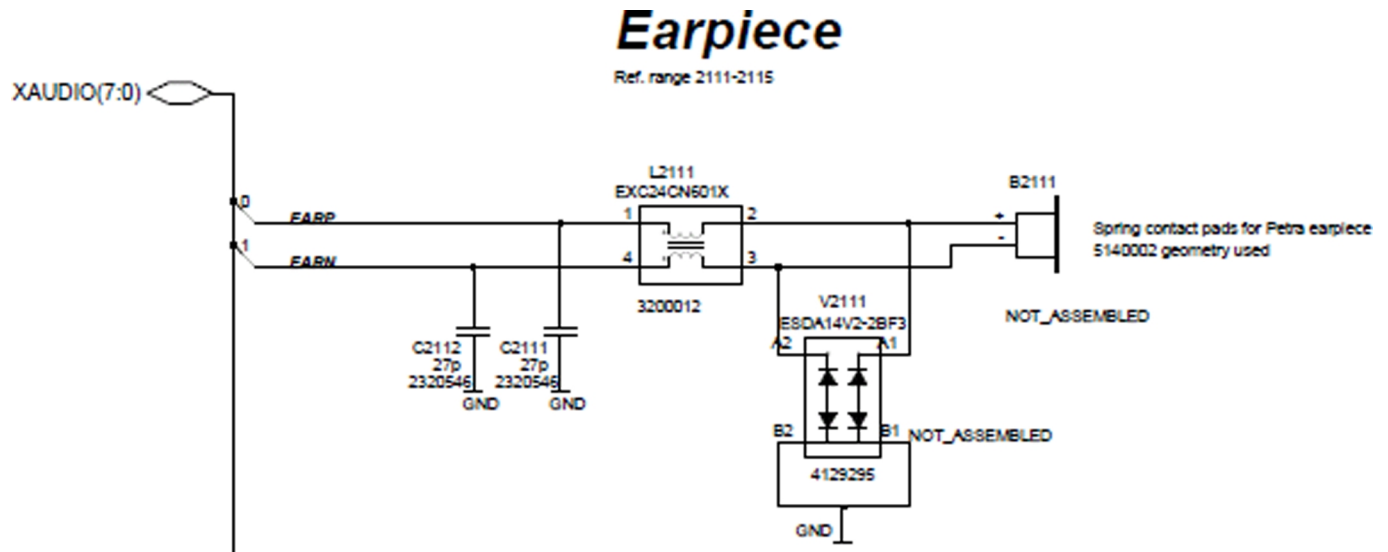 Earpiece
Ref. range 2111-2115
XAUDIO(7:0)
L2111
EXC24CN601X
B2111
0
EARP
1
2
+
Spring contact pads for Petra earpiece
1
EARN
4
3
-
5140002 geometry used
3200012
V2111
NOT_ASSEMBLED
ESDA14V2-2BF3
A2
A1
C2112
C2111
27p
27p
2320546
2320546
GND
GND
B2
B1
NOT_ASSEMBLED
4129295
GND